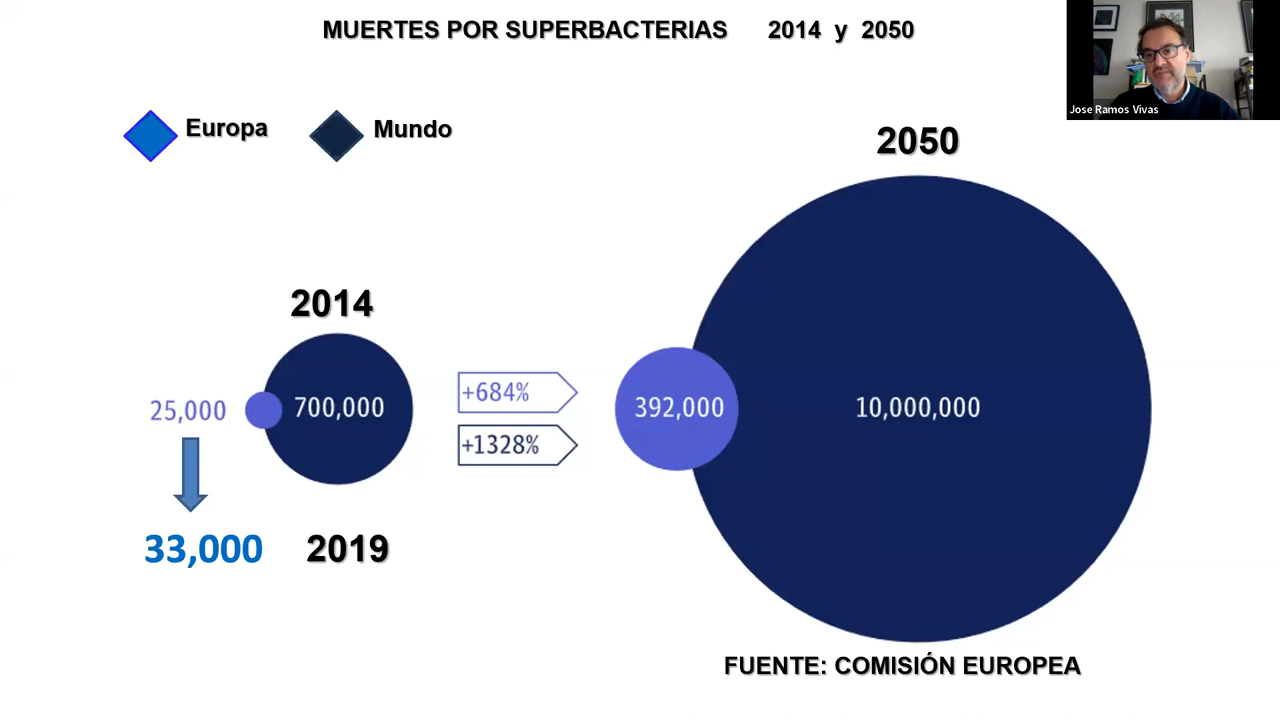 MUERTES POR SUPERBACTERIAS 2014 y 2050
Jose Ramos Vivas
Europa
Mundo
2050
2014
25,000
700,000
+684%
+1328%
392,000
10,000,000
33,000
2019
FUENTE: COMISIÓN EUROPEA